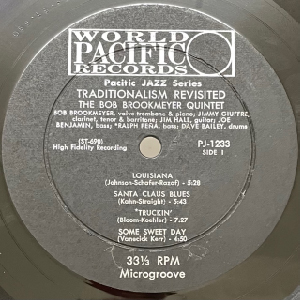 WORLD
PACIFIC
RECORDS
Pacific JAZZ Series
TRADITIONALISM REVISITED
THE BOB BROOKMEYER QUINTET
BOB BROOKMEYER, valve trombone & piano; JIMMY GIUFFRE,
clarinet, tenor & baritone; JIM HALL, guitar; JOE
BENJAMIN, bass; *RALPH PEÑA, bass; DAVE BAILEY, drums
(ST-698)
High Fidelity Recording
PJ-1233
SIDE 1
LOUISIANA
(Johnson-Schafer-Razaf) - 5:28
SANTA CLAUS BLUES
(Kahn-Straight) - 5:43
*TRUCKIN'
(Bloom-Koehler) - 7:27
SOME SWEET DAY
(Vaneeick Kerr) - 4:50
33⅓ RPM
Microgroove